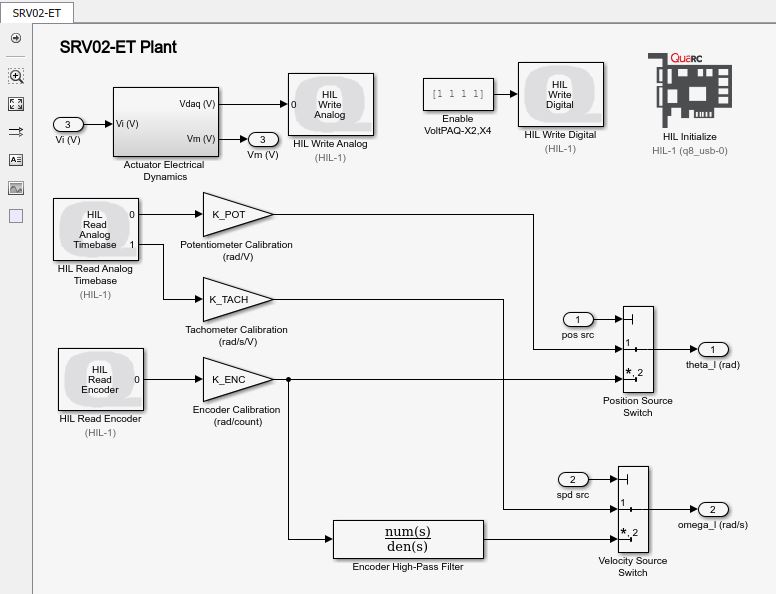 SRV02-ET
SRV02-ET Plant
3
Vi (V)
Vi (V)
Vdaq (V)
Vm (V)
Actuator Electrical
Dynamics
3
Vm (V)
0
HIL
Write
Analog
HIL Write Analog
(HIL-1)
[1 1 1 1]
Enable
VoltPAQ-X2,X4
HIL
Write
Digital
HIL Write Digital
(HIL-1)
QuaRC
HIL Initialize
HIL-1 (q8_usb-0)
HIL
Read
Analog
Timebase
0
1
HIL Read Analog
Timebase
(HIL-1)
K_POT
Potentiometer Calibration
(rad/V)
K_TACH
Tachometer Calibration
(rad/s/V)
HIL
Read
Encoder
0
HIL Read Encoder
(HIL-1)
K_ENC
Encoder Calibration
(rad/count)
1
pos src
1
*, 2
Position Source
Switch
1
theta_l (rad)
2
spd src
1
*, 2
Velocity Source
Switch
2
omega_l (rad/s)
num(s)
den(s)
Encoder High-Pass Filter